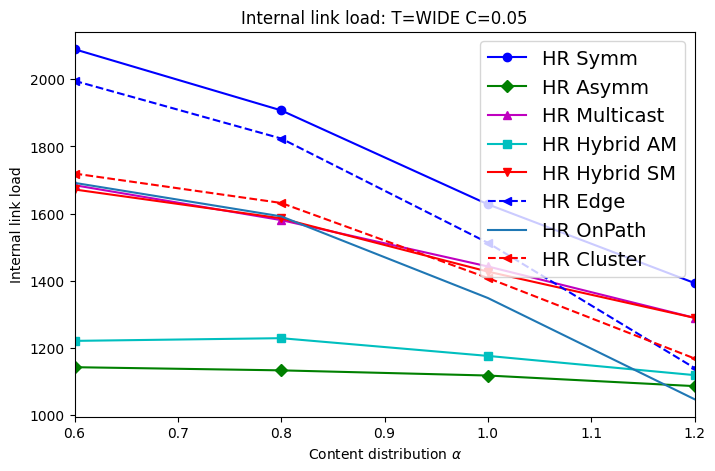 Internal link load: T=WIDE C=0.05
Internal link load
2000
1800
1600
1400
1200
1000
0.6 0.7 0.8 0.9 1.0 1.1 1.2
Content distribution α
HR Symm
HR Asymm
HR Multicast
HR Hybrid AM
HR Hybrid SM
HR Edge
HR OnPath
HR Cluster